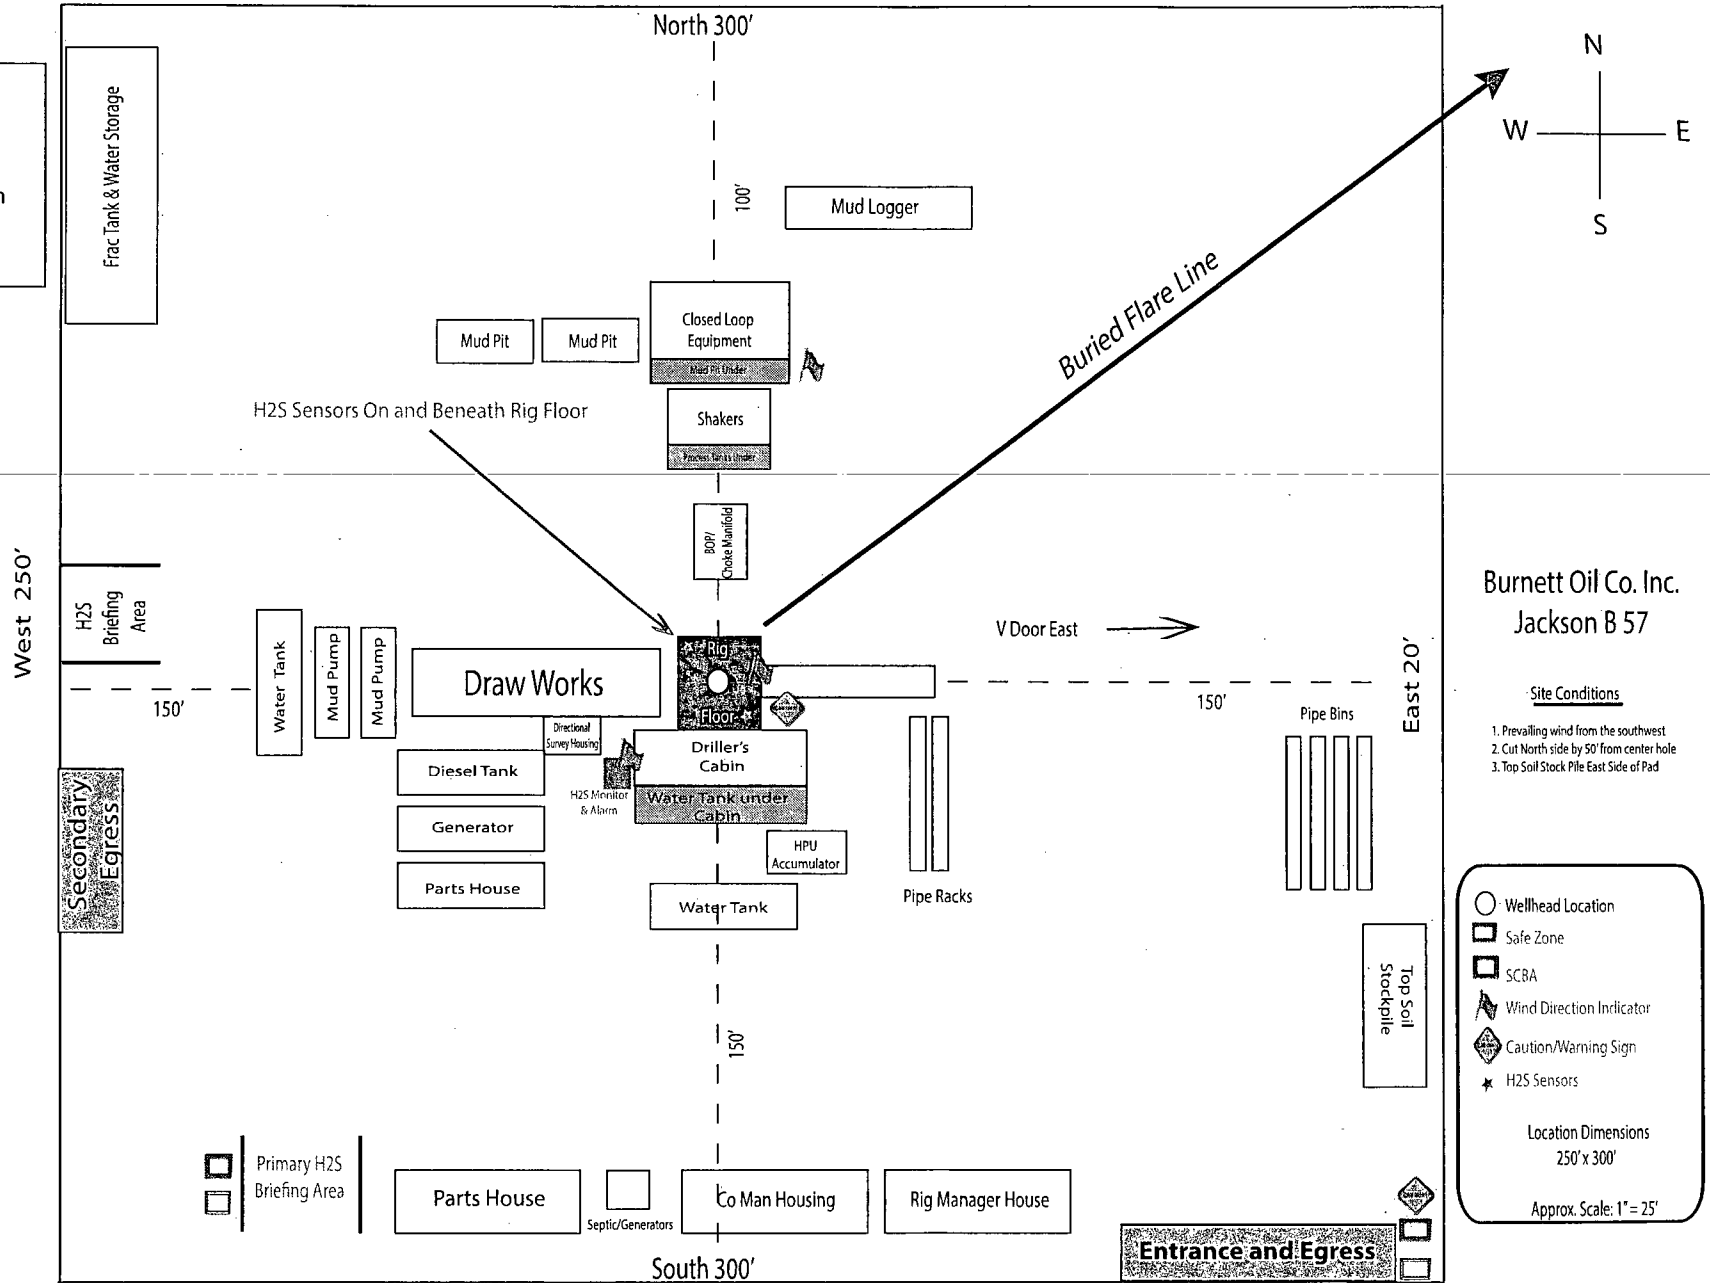 North 300'
N
W
E
S
Frac Tank & Water Storage
100'
Mud Logger
Buried Flare Line
Closed Loop
Equipment
Mud Pit Under
Mud Pit
Mud Pit
H2S Sensors On and Beneath Rig Floor
Shakers
Process Tanks Under
BOP/
Choke Manifold
West 250'
H2S
Briefing
Area
Water Tank
Mud Pump
Mud Pump
Draw Works
Rig
Floor
V Door East
150'
150'
East 20'
Burnett Oil Co. Inc.
Jackson B 57
Site Conditions
1. Prevailing wind from the southwest
2. Cut North side by 50' from center hole
3. Top Soil Stock Pile East Side of Pad
Pipe Bins
Directional
Survey Housing
Driller's
Cabin
Water Tank under
Cabin
Diesel Tank
H2S Monitor
& Alarm
Generator
Parts House
HPU
Accumulator
Water Tank
Pipe Racks
Secondary
Egress
Top Soil
Stockpile
Wellhead Location
Safe Zone
SCBA
Wind Direction Indicator
Caution/Warning Sign
H2S Sensors
Location Dimensions
250' x 300'
Approx. Scale: 1" = 25'
150'
Primary H2S
Briefing Area
Parts House
Septic/Generators
Co Man Housing
Rig Manager House
Entrance and Egress
South 300'